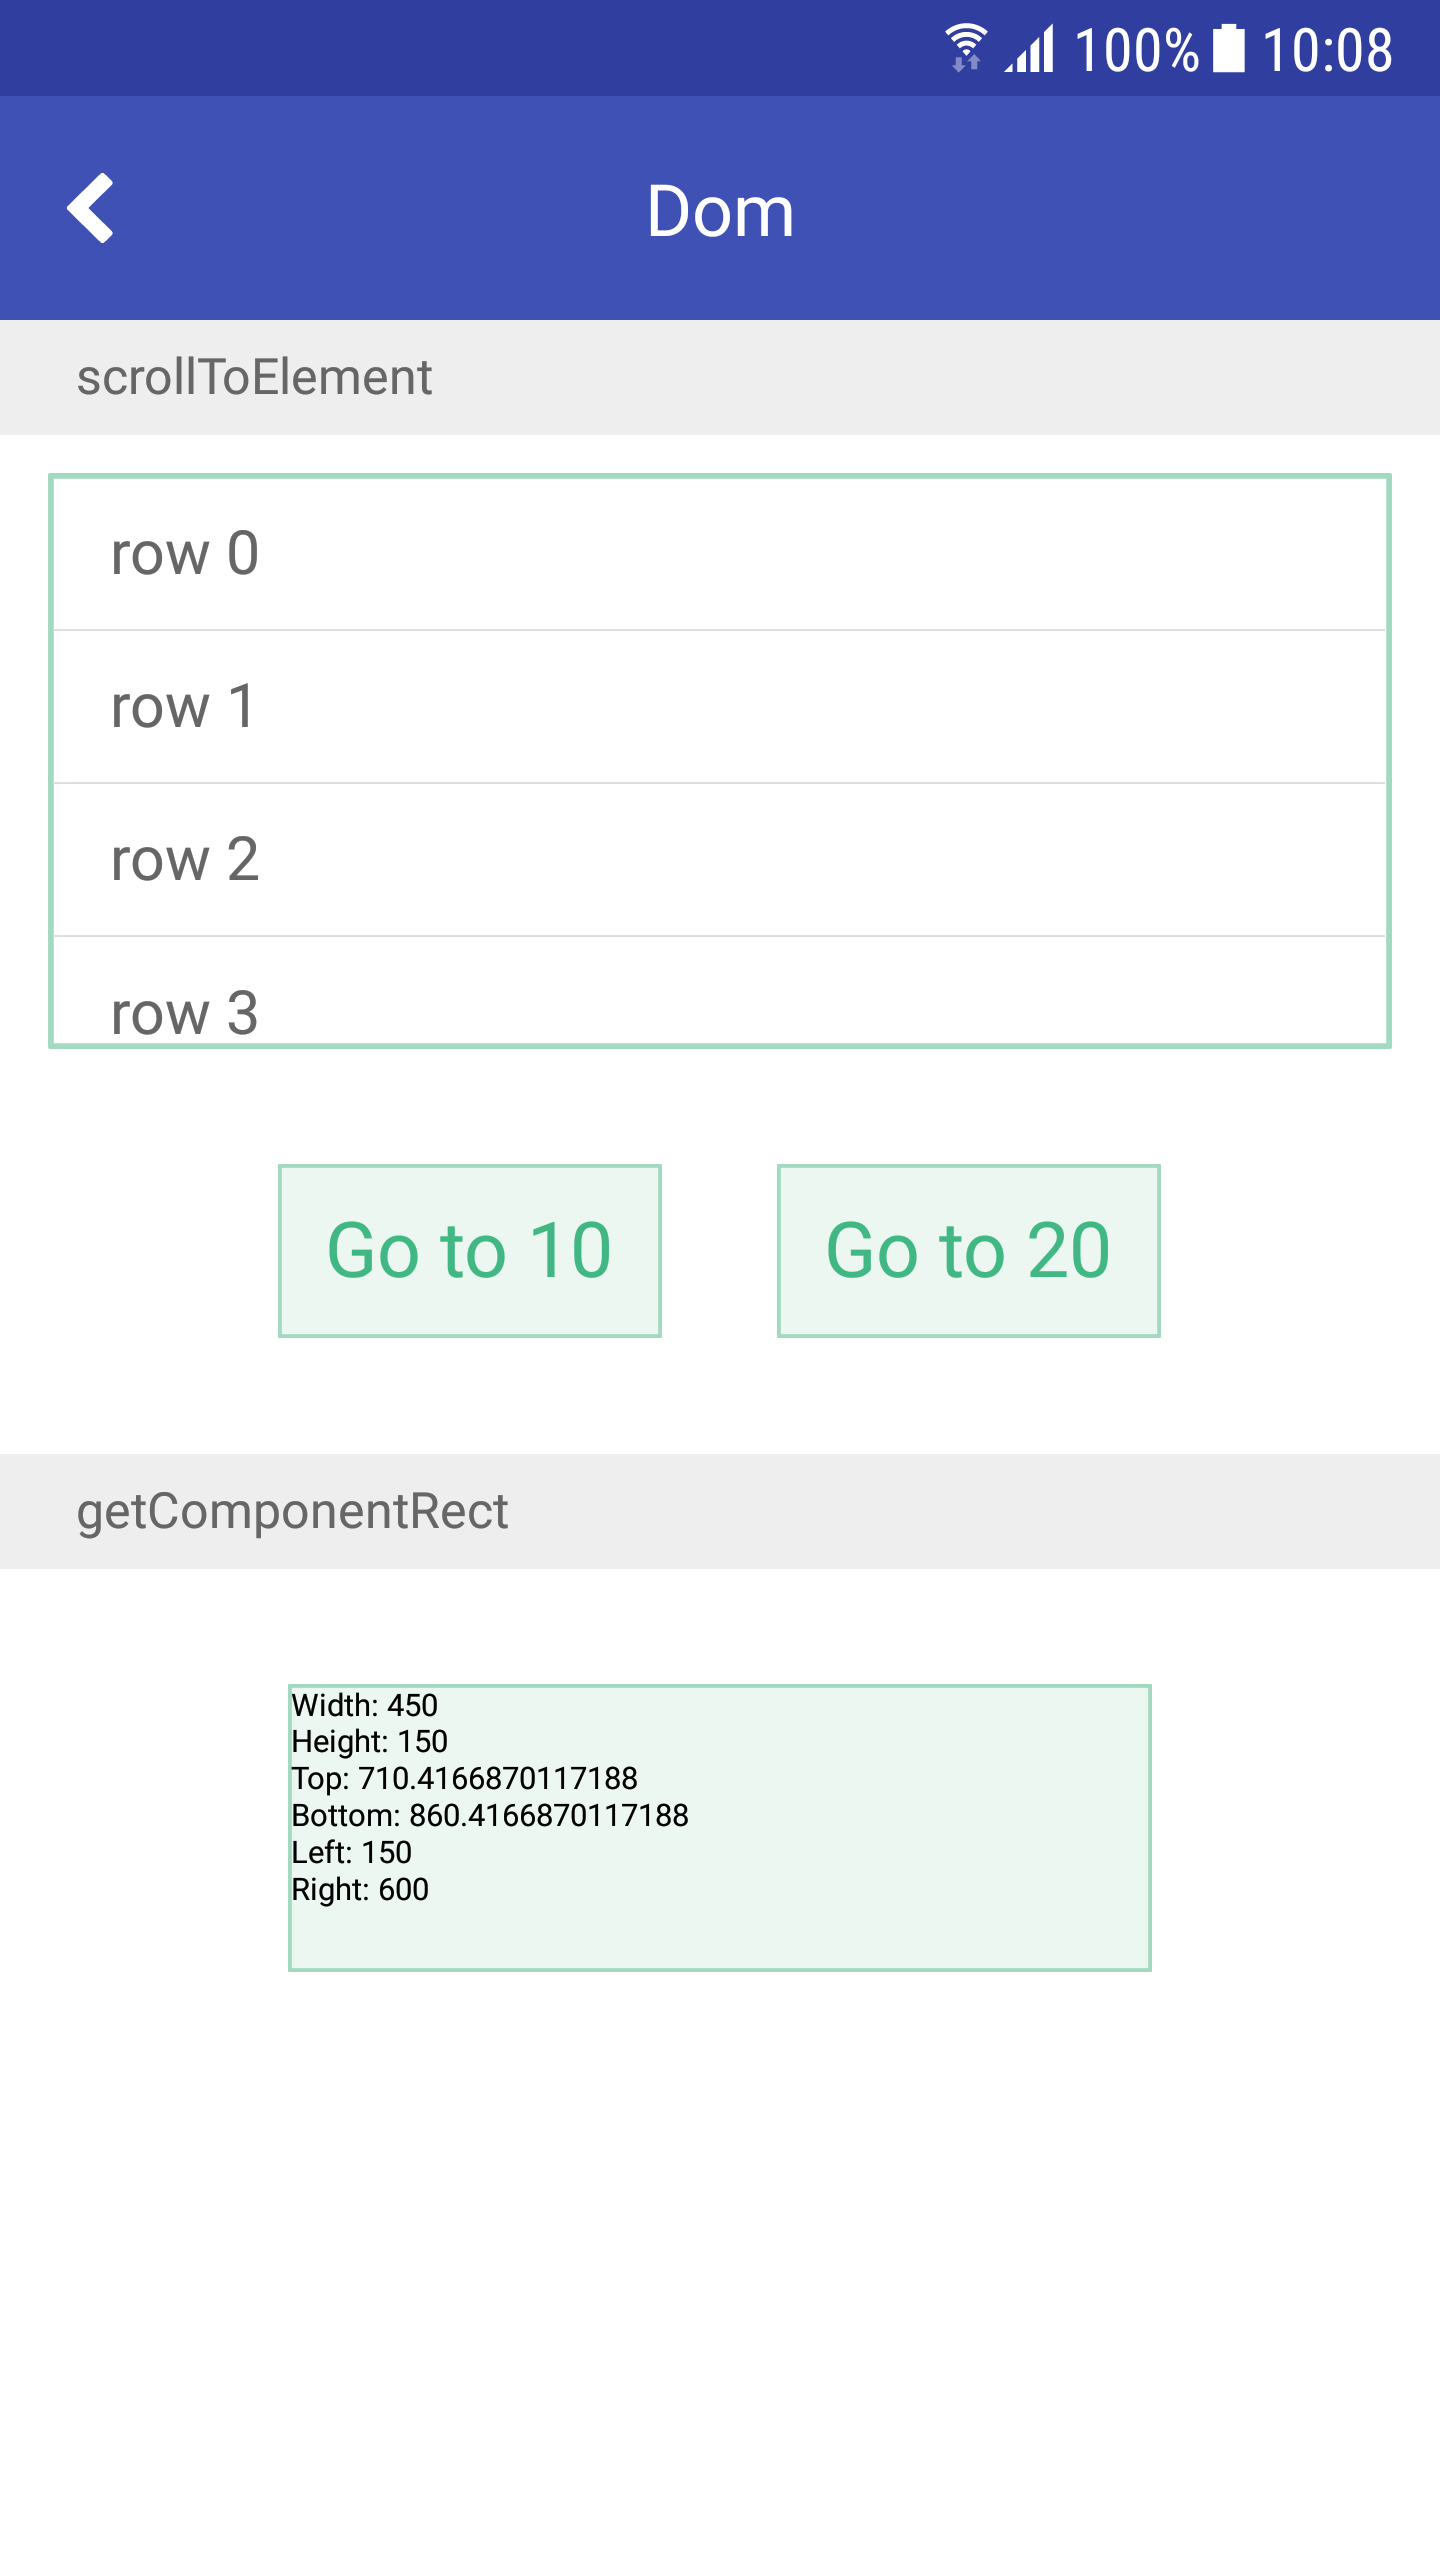 100% 10:08
Dom
scrollToElement
row 0
row 1
row 2
row 3
Go to 10 Go to 20
getComponentRect
Width: 450
Height: 150
Top: 710.4166870117188
Bottom: 860.4166870117188
Left: 150
Right: 600